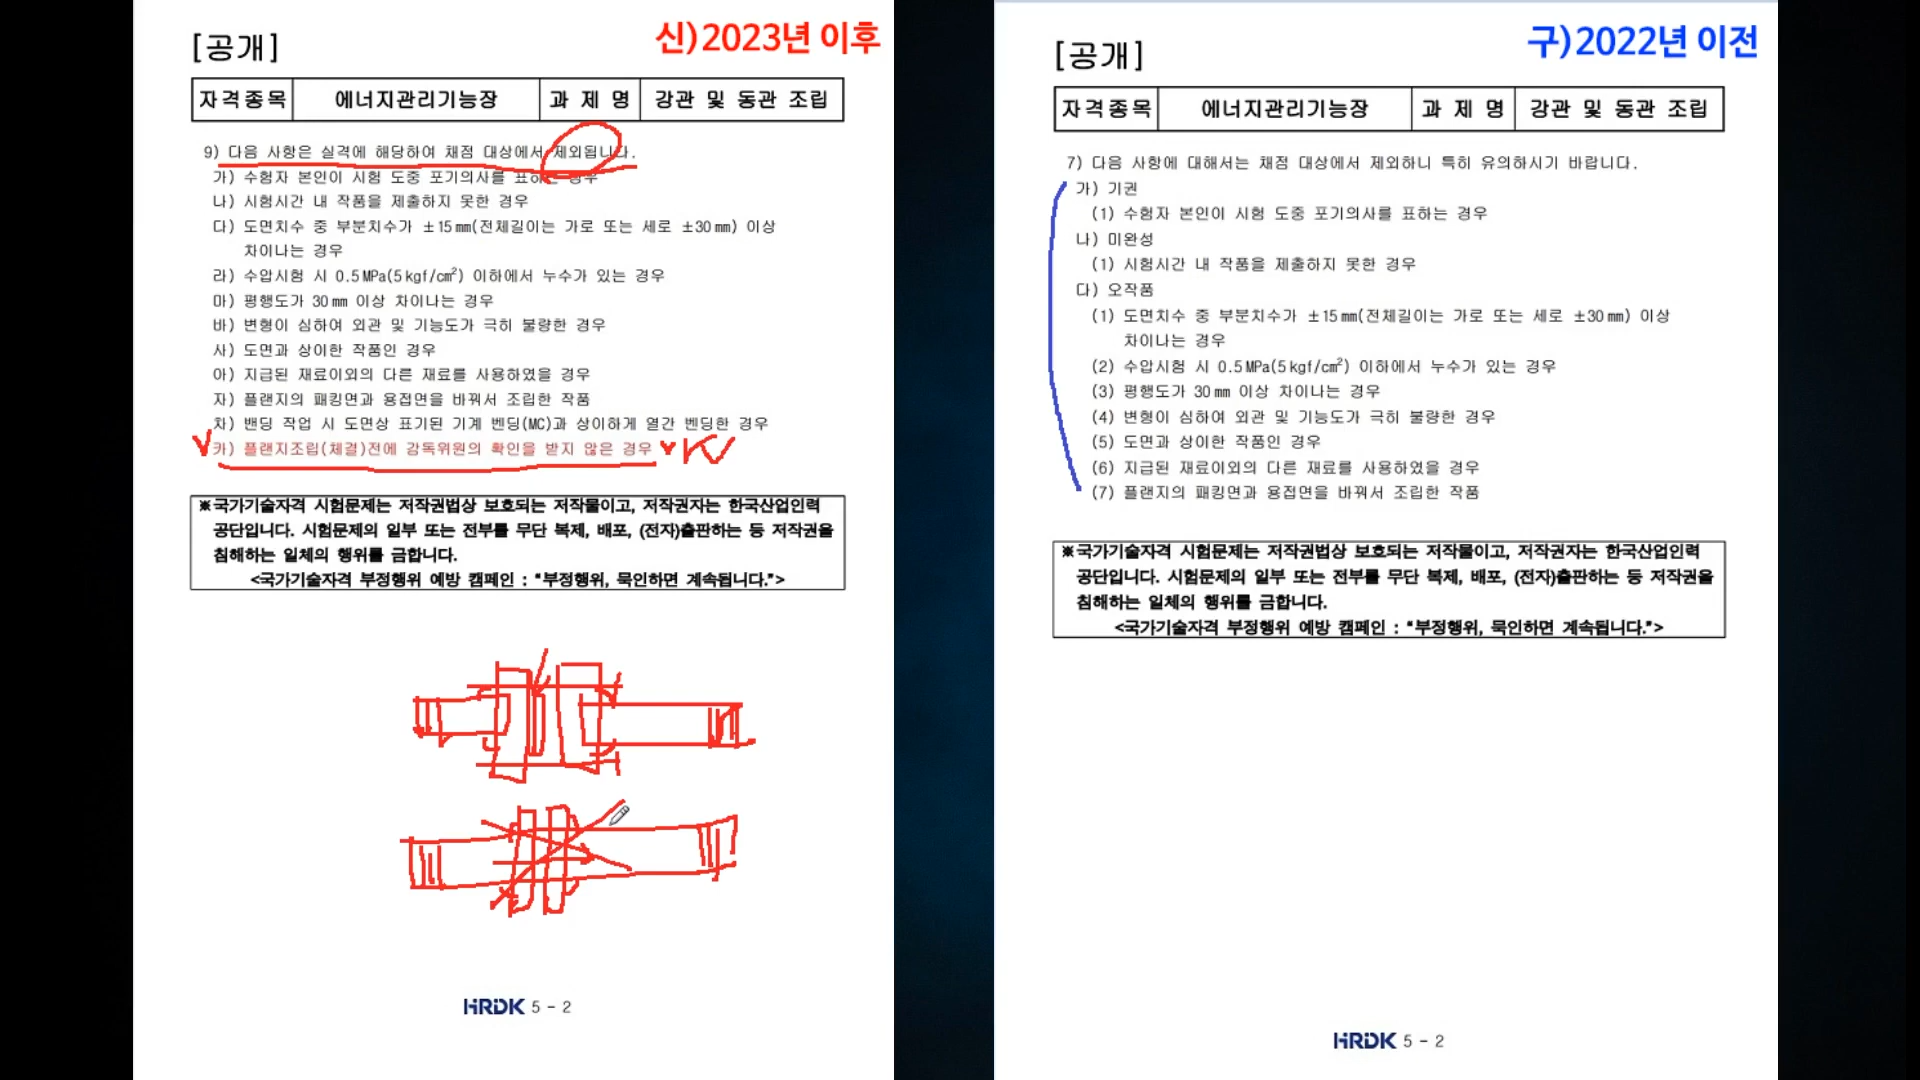 신)2023년 이후
[공개]
자격종목 에너지관리기능장 과 제 명 강관 및 동관 조립
9) 다음 사항은 실격에 해당하여 채점 대상에서 제외됩니다.
가) 수험자 본인이 시험 도중 포기의사를 표하는 경우
나) 시험시간 내 작품을 제출하지 못한 경우
다) 도면치수 중 부분치수가 ±15㎜(전체길이는 가로 또는 세로 ±30㎜) 이상
차이나는 경우
라) 수압시험 시 0.5㎫(5㎏f/㎠) 이하에서 누수가 있는 경우
마) 평행도가 30㎜ 이상 차이나는 경우
바) 변형이 심하여 외관 및 기능도가 극히 불량한 경우
사) 도면과 상이한 작품인 경우
아) 지급된 재료이외의 다른 재료를 사용하였을 경우
자) 플랜지의 패킹면과 용접면을 바꿔서 조립한 작품
차) 밴딩 작업 시 도면상 표기된 기계 벤딩(MC)과 상이하게 열간 벤딩한 경우
카) 플랜지조립(체결)전에 감독위원의 확인을 받지 않은 경우
※국가기술자격 시험문제는 저작권법상 보호되는 저작물이고, 저작권자는 한국산업인력
공단입니다. 시험문제의 일부 또는 전부를 무단 복제, 배포, (전자)출판하는 등 저작권을
침해하는 일체의 행위를 금합니다.
<국가기술자격 부정행위 예방 캠페인 : “부정행위, 묵인하면 계속됩니다.”>
HRDK 5 - 2
구)2022년 이전
[공개]
자격종목 에너지관리기능장 과 제 명 강관 및 동관 조립
7) 다음 사항에 대해서는 채점 대상에서 제외하니 특히 유의하시기 바랍니다.
가) 기권
(1) 수험자 본인이 시험 도중 포기의사를 표하는 경우
나) 미완성
(1) 시험시간 내 작품을 제출하지 못한 경우
다) 오작품
(1) 도면치수 중 부분치수가 ±15㎜(전체길이는 가로 또는 세로 ±30㎜) 이상
차이나는 경우
(2) 수압시험 시 0.5㎫(5㎏f/㎠) 이하에서 누수가 있는 경우
(3) 평행도가 30㎜ 이상 차이나는 경우
(4) 변형이 심하여 외관 및 기능도가 극히 불량한 경우
(5) 도면과 상이한 작품인 경우
(6) 지급된 재료이외의 다른 재료를 사용하였을 경우
(7) 플랜지의 패킹면과 용접면을 바꿔서 조립한 작품
※국가기술자격 시험문제는 저작권법상 보호되는 저작물이고, 저작권자는 한국산업인력
공단입니다. 시험문제의 일부 또는 전부를 무단 복제, 배포, (전자)출판하는 등 저작권을
침해하는 일체의 행위를 금합니다.
<국가기술자격 부정행위 예방 캠페인 : “부정행위, 묵인하면 계속됩니다.”>
HRDK 5 - 2